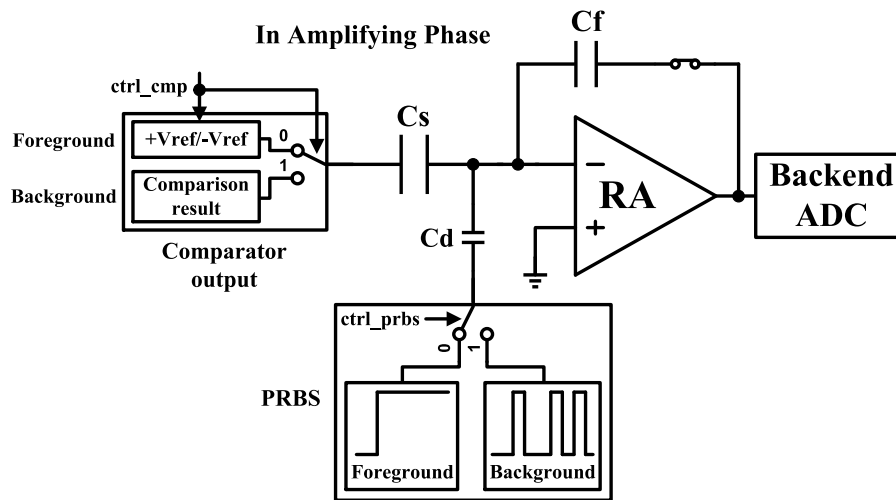 In Amplifying Phase
Cf
ctrl_cmp
Cs
Foreground
+Vref/-Vref
0
1
Background
Comparison
result
Comparator
output
RA
Backend
ADC
Cd
ctrl_prbs
0
1
PRBS
Foreground
Background